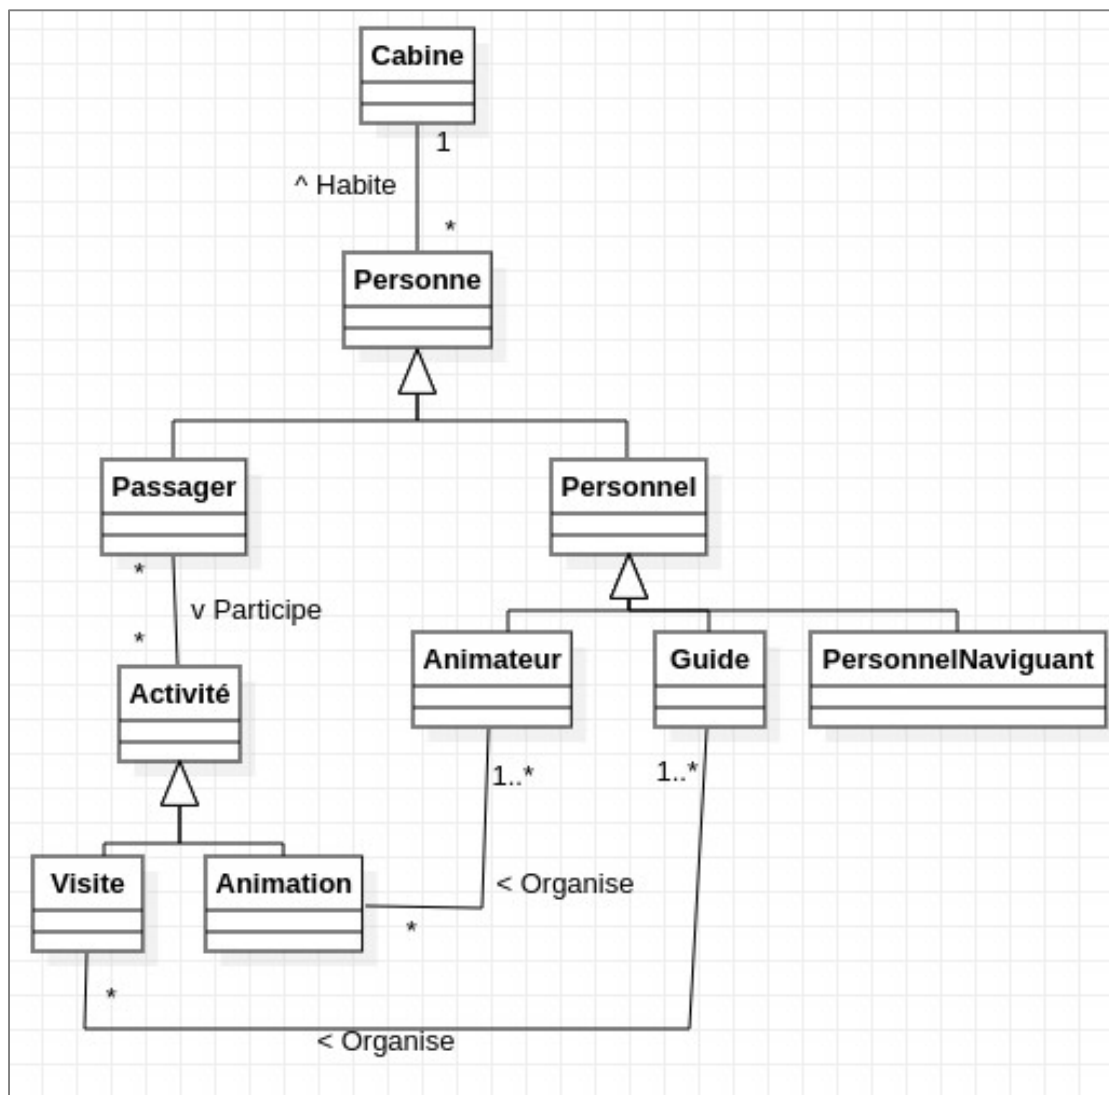 Cabine
1
^ Habite
*
Personne
Passager
Personnel
*
v Participe
*
Animateur
Guide
PersonnelNaviguant
Activité
1..*
1..*
Visite
Animation
< Organise
*
*
< Organise